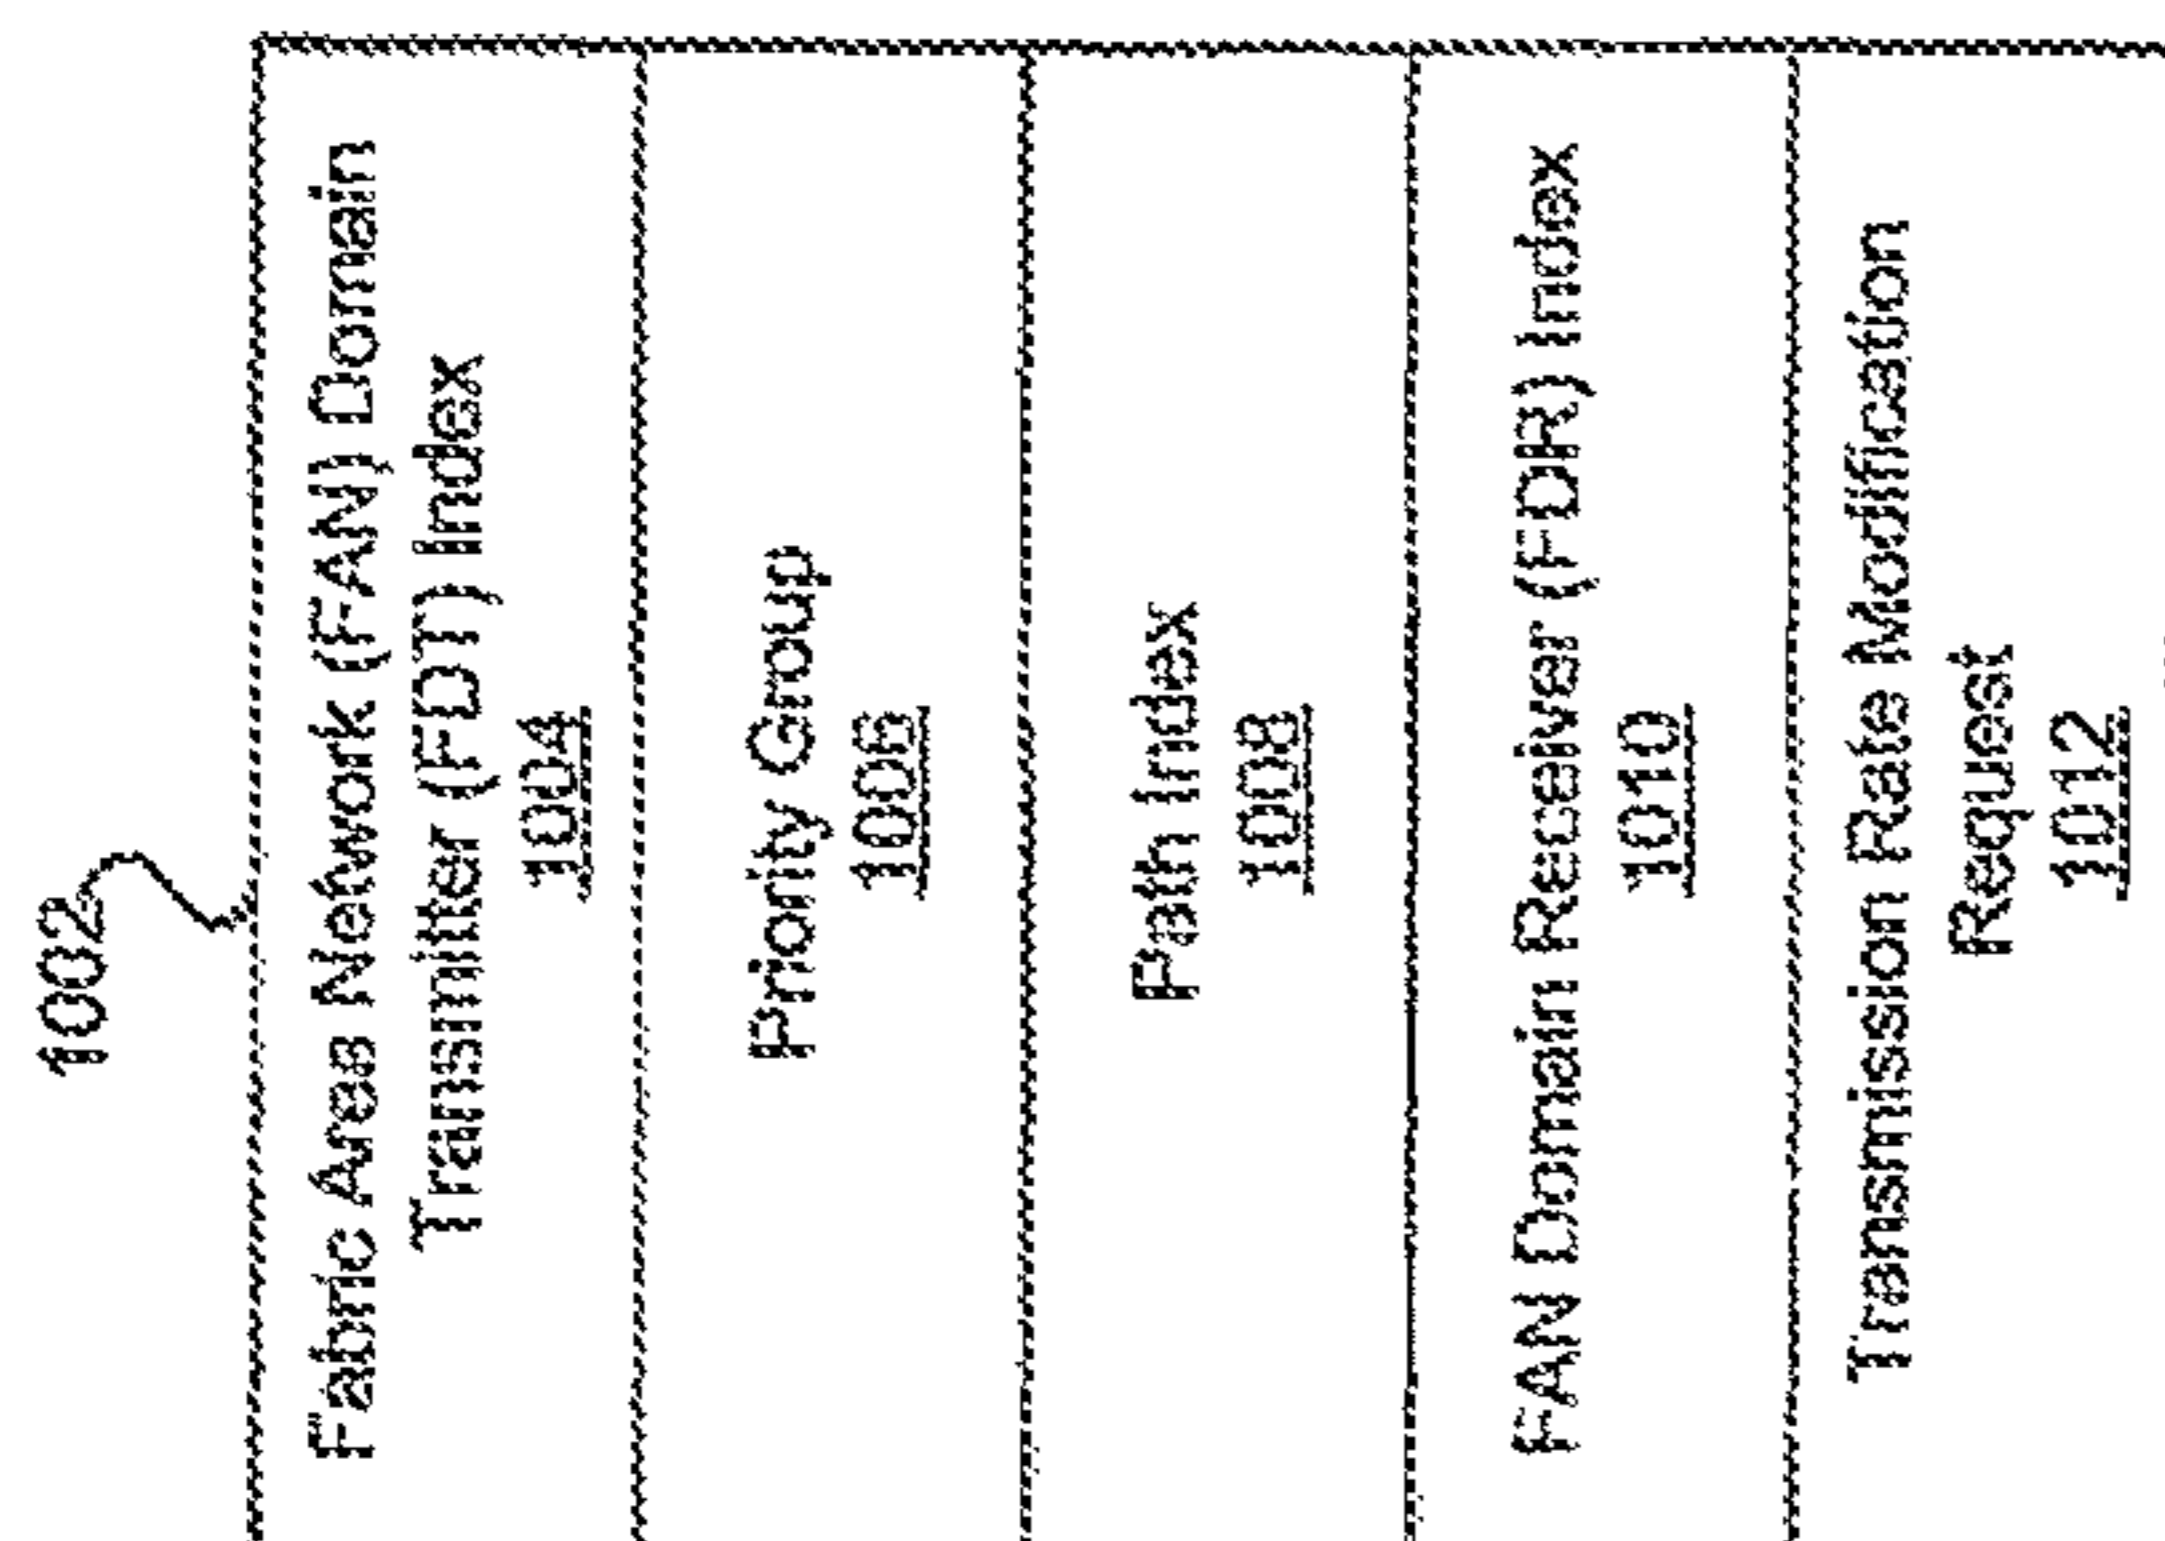 1002
Fabric Area Network (FAN) Domain
Transmitter (FDT) Index
1004
Priority Group
1006
Path Index
1008
FAN Domain Receiver (FDR) Index
1010
Transmission Rate Modification
Request
1012